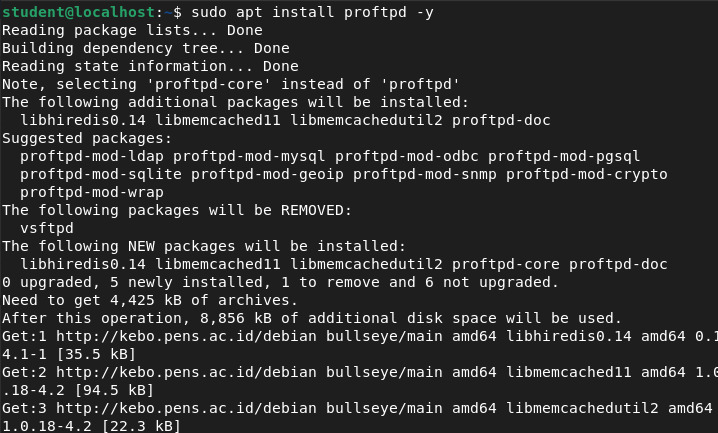 student@localhost:~$ sudo apt install proftpd -y
Reading package lists... Done
Building dependency tree... Done
Reading state information... Done
Note, selecting 'proftpd-core' instead of 'proftpd'
The following additional packages will be installed:
  libhiredis0.14 libmemcached11 libmemcachedutil2 proftpd-doc
Suggested packages:
  proftpd-mod-ldap proftpd-mod-mysql proftpd-mod-odbc proftpd-mod-pgsql
  proftpd-mod-sqlite proftpd-mod-geoip proftpd-mod-snmp proftpd-mod-crypto
  proftpd-mod-wrap
The following packages will be REMOVED:
  vsftpd
The following NEW packages will be installed:
  libhiredis0.14 libmemcached11 libmemcachedutil2 proftpd-core proftpd-doc
0 upgraded, 5 newly installed, 1 to remove and 6 not upgraded.
Need to get 4,425 kB of archives.
After this operation, 8,856 kB of additional disk space will be used.
Get:1 http://kebo.pens.ac.id/debian bullseye/main amd64 libhiredis0.14 amd64 0.1
4.1-1 [35.5 kB]
Get:2 http://kebo.pens.ac.id/debian bullseye/main amd64 libmemcached11 amd64 1.0
.18-4.2 [94.5 kB]
Get:3 http://kebo.pens.ac.id/debian bullseye/main amd64 libmemcachedutil2 amd64
1.0.18-4.2 [22.3 kB]